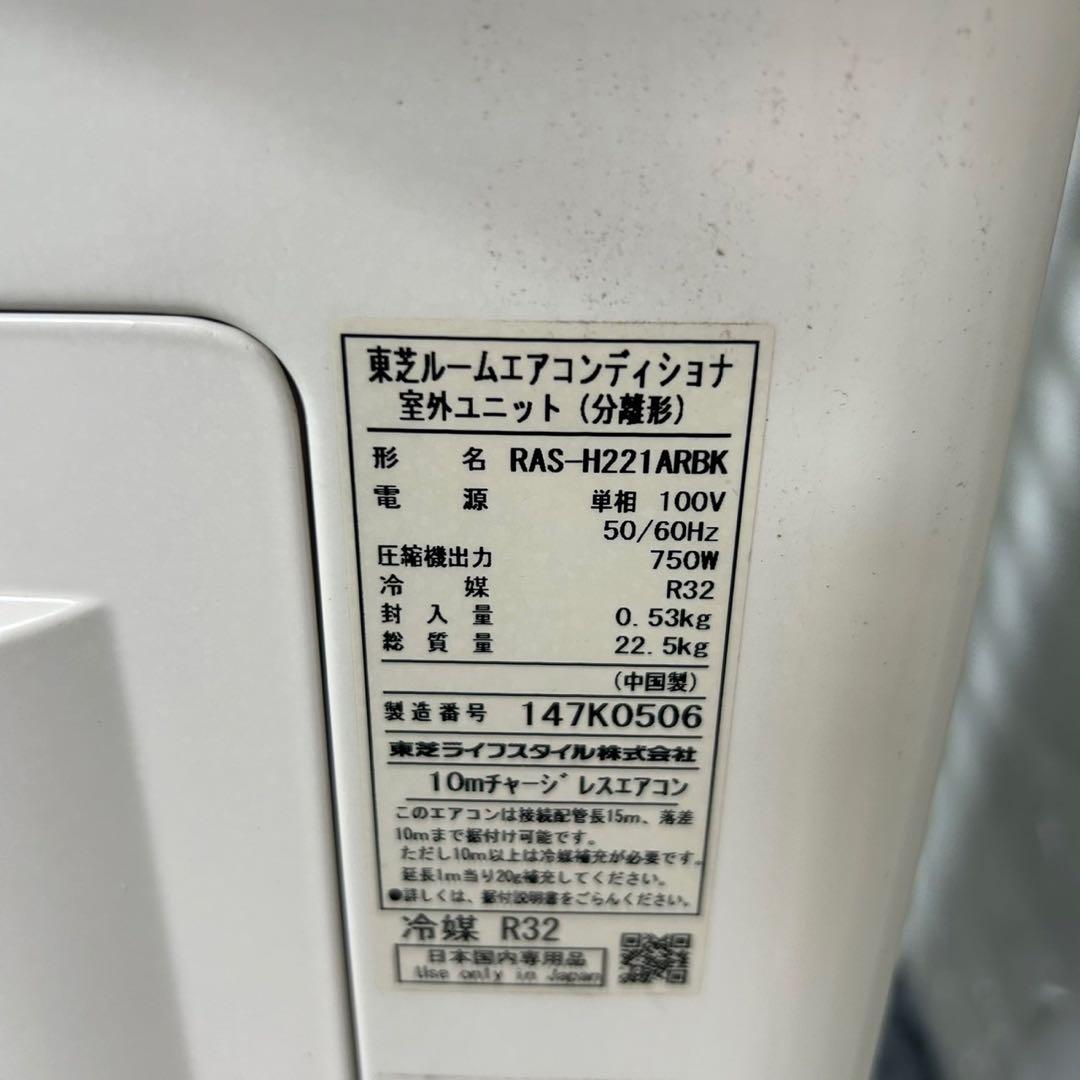 東芝ルームエアコンディショナ
室外ユニット（分離形）
形名 RAS-H221ARBK
電源 単相 100V
50/60Hz
圧縮機出力 750W
冷媒 R32
封入量 0.53kg
総質量 22.5kg
（中国製）
製造番号 147K0506
東芝ライフスタイル株式会社
10mチャージレスエアコン
このエアコンは接続配管長15m、落差
10mまで据付け可能です。
ただし10m以上は冷媒補充が必要です。
延長1m当り20g補充してください。
●詳しくは、据付説明書をごらんください。
冷媒 R32
日本国内専用品
Use only in Japan